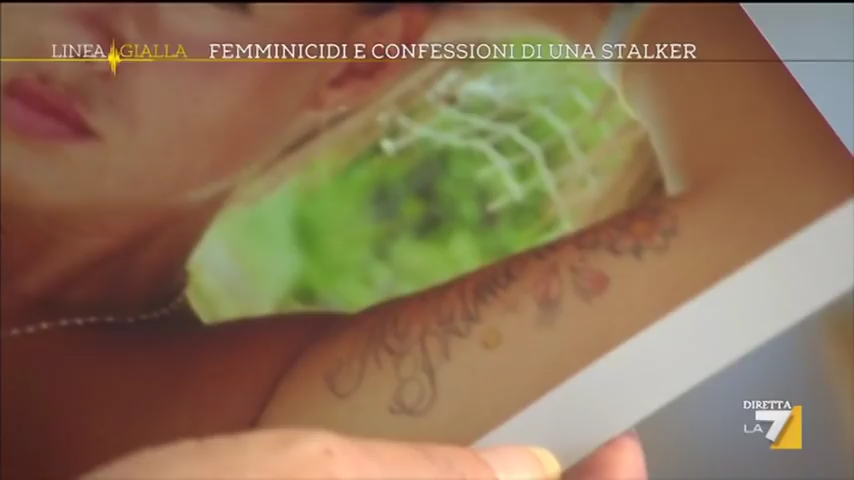 LINEA GIALLA FEMMINICIDI E CONFESSIONI DI UNA STALKER
DIRETTA
LA7